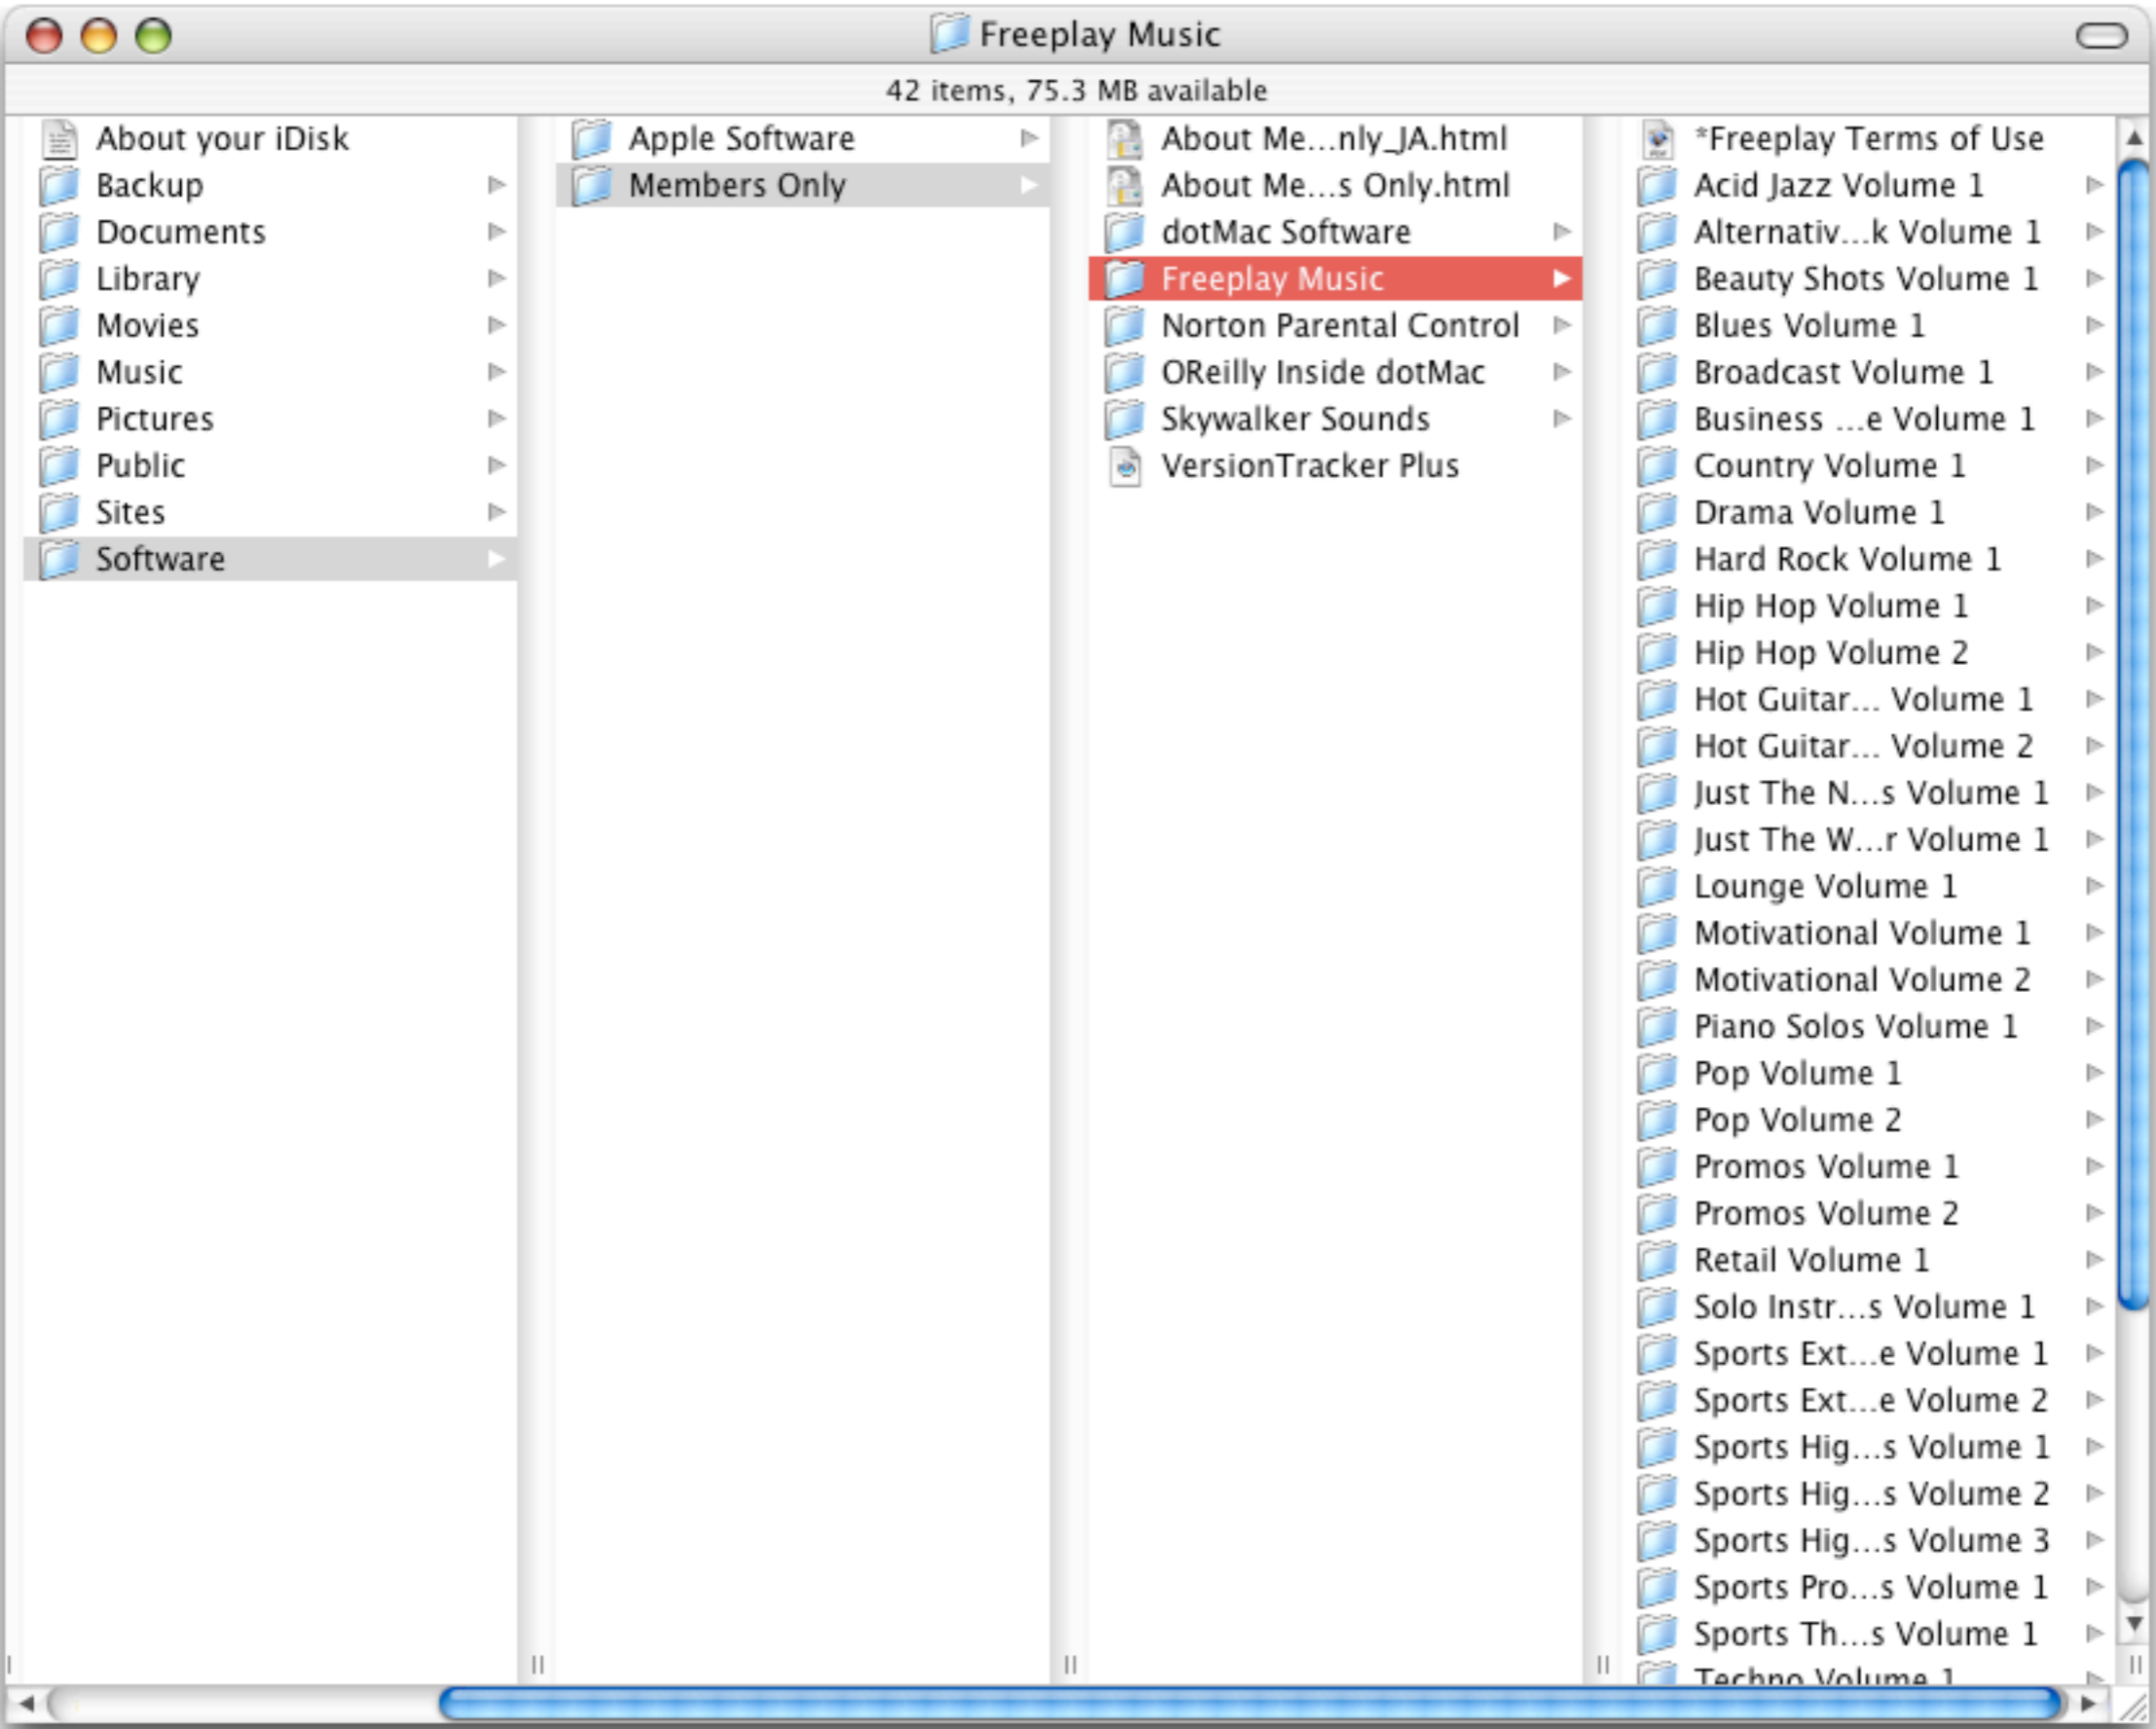 Freeplay Music
42 items, 75.3 MB available
About your iDisk
Backup
Documents
Library
Movies
Music
Pictures
Public
Sites
Software
Apple Software
Members Only
About Me...nly_JA.html
About Me...s Only.html
dotMac Software
Freeplay Music
Norton Parental Control
OReilly Inside dotMac
Skywalker Sounds
VersionTracker Plus
*Freeplay Terms of Use
Acid Jazz Volume 1
Alternativ...k Volume 1
Beauty Shots Volume 1
Blues Volume 1
Broadcast Volume 1
Business ...e Volume 1
Country Volume 1
Drama Volume 1
Hard Rock Volume 1
Hip Hop Volume 1
Hip Hop Volume 2
Hot Guitar... Volume 1
Hot Guitar... Volume 2
Just The N...s Volume 1
Just The W...r Volume 1
Lounge Volume 1
Motivational Volume 1
Motivational Volume 2
Piano Solos Volume 1
Pop Volume 1
Pop Volume 2
Promos Volume 1
Promos Volume 2
Retail Volume 1
Solo Instr...s Volume 1
Sports Ext...e Volume 1
Sports Ext...e Volume 2
Sports Hig...s Volume 1
Sports Hig...s Volume 2
Sports Hig...s Volume 3
Sports Pro...s Volume 1
Sports Th...s Volume 1
Techno Volume 1